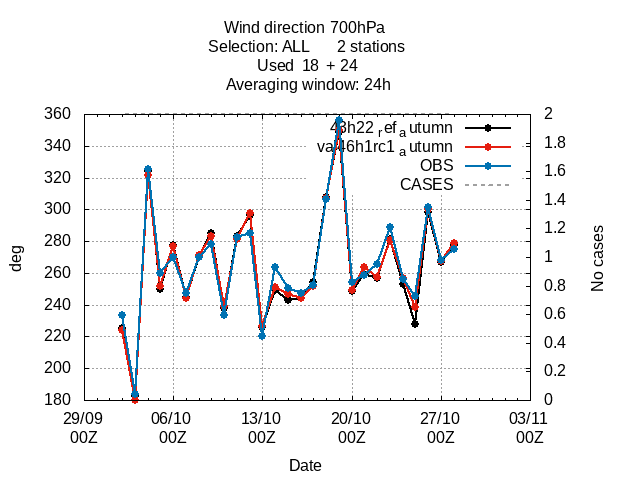 Wind direction 700hPa
Selection: ALL 2 stations
Used 18 + 24
Averaging window: 24h
360 2
43h22_ref_autumn
340 1.8
va46h1rc1_autumn
OBS
320 1.6
CASES
300 1.4
280 1.2
deg
260 1
No cases
240 0.8
220 0.6
200 0.4
180 0.2
0
29/09 06/10 13/10 20/10 27/10 03/11
00Z 00Z 00Z 00Z 00Z 00Z
Date